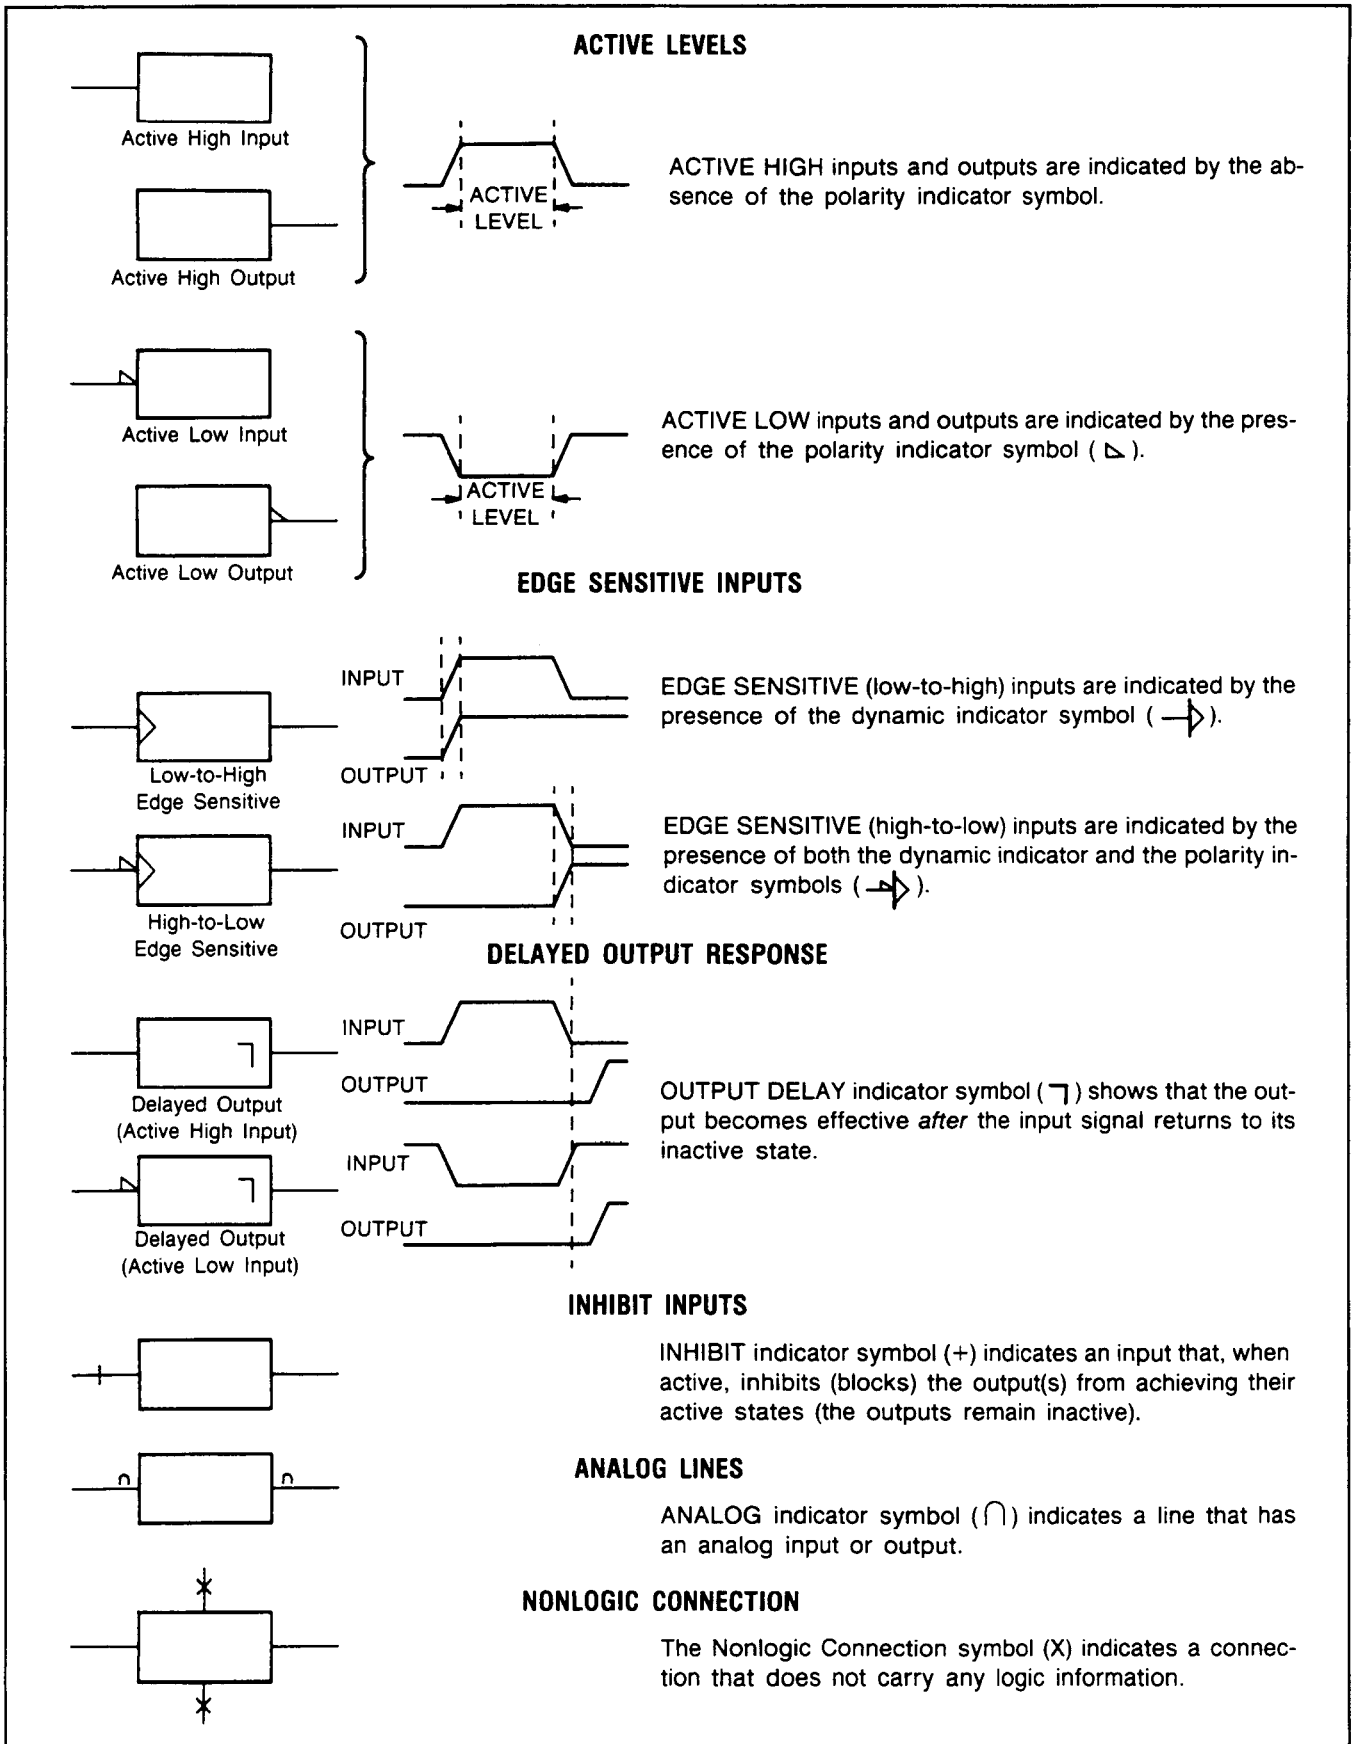 ACTIVE LEVELS
Active High Input
Active High Output
ACTIVE
LEVEL
ACTIVE HIGH inputs and outputs are indicated by the ab-
sence of the polarity indicator symbol.
Active Low Input
Active Low Output
ACTIVE
LEVEL
ACTIVE LOW inputs and outputs are indicated by the pres-
ence of the polarity indicator symbol ( ⊾ ).
EDGE SENSITIVE INPUTS
Low-to-High
Edge Sensitive
INPUT
OUTPUT
EDGE SENSITIVE (low-to-high) inputs are indicated by the
presence of the dynamic indicator symbol ( ).
High-to-Low
Edge Sensitive
INPUT
OUTPUT
EDGE SENSITIVE (high-to-low) inputs are indicated by the
presence of both the dynamic indicator and the polarity in-
dicator symbols ( ).
DELAYED OUTPUT RESPONSE
Delayed Output
(Active High Input)
INPUT
OUTPUT
Delayed Output
(Active Low Input)
INPUT
OUTPUT
OUTPUT DELAY indicator symbol ( ┐ ) shows that the out-
put becomes effective after the input signal returns to its
inactive state.
INHIBIT INPUTS
INHIBIT indicator symbol (+) indicates an input that, when
active, inhibits (blocks) the output(s) from achieving their
active states (the outputs remain inactive).
ANALOG LINES
ANALOG indicator symbol (∩) indicates a line that has
an analog input or output.
NONLOGIC CONNECTION
The Nonlogic Connection symbol (X) indicates a connec-
tion that does not carry any logic information.